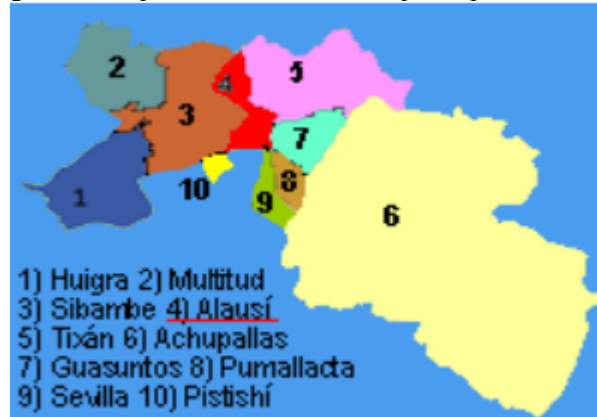 2
4
5
3
7
1
10
8
9
6
1) Huigra 2) Multitud
3) Sibambe 4) Alausí
5) Tixán 6) Achupallas
7) Guasuntos 8) Pumallacta
9) Sevilla 10) Pistishí